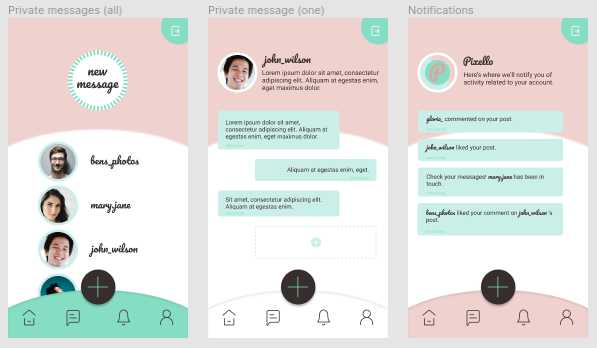 Private messages (all)
new
message
bens_photos
mary.jane
john_wilson
Private message (one)
john_wilson
Lorem ipsum dolor sit amet, consectetur
adipiscing elit. Aliquam at egestas enim,
eget maximus dolor.
Lorem ipsum dolor sit amet,
consectetur adipiscing elit. Aliquam at
egestas enim, eget maximus dolor.
Aliquam at egestas enim, eget.
Sit amet, consectetur adipiscing elit.
Aliquam at egestas enim.
Notifications
P
Pixello
Here's where we'll notify you of
activity related to your account.
gloria_ commented on your post.
john_wilson liked your post.
Check your messages! mary.jane has been in
touch.
bens_photos liked your comment on john_wilson's
post.